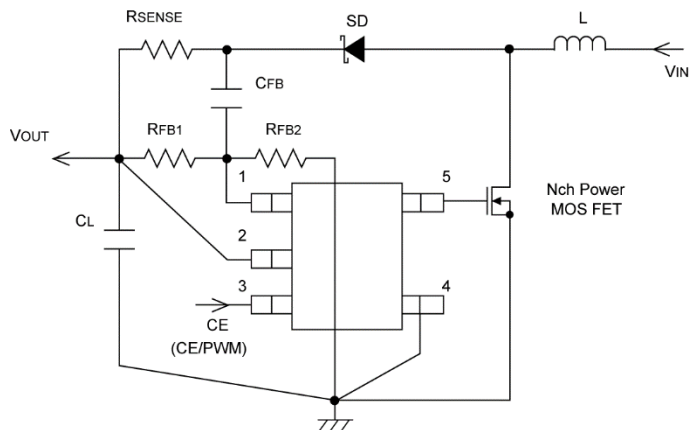 RSENSE
SD
L
CFB
VIN
RFB1
RFB2
VOUT
1
5
Nch Power
MOS FET
CL
2
3
4
CE
(CE/PWM)